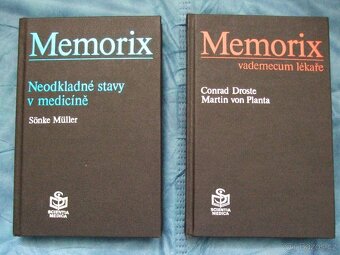 Memorix
Neodkladné stavy
v medicíně
Sönke Müller
SCIENTIA
MEDICA
Memorix
vademecum lékaře
Conrad Droste
Martin von Planta
SCIENTIA
MEDICA